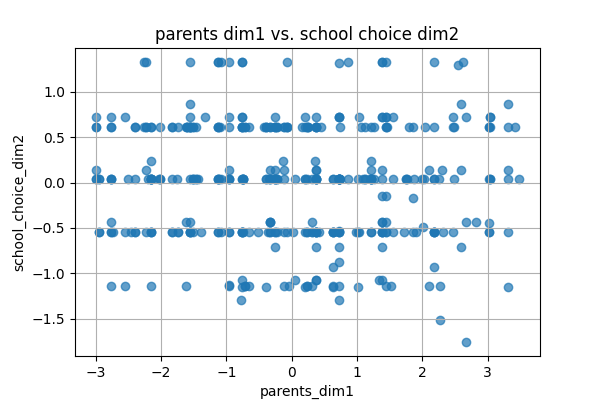 parents dim1 vs. school choice dim2
1.0
0.5
0.0
−0.5
−1.0
−1.5
school_choice_dim2
−3 −2 −1 0 1 2 3
parents_dim1